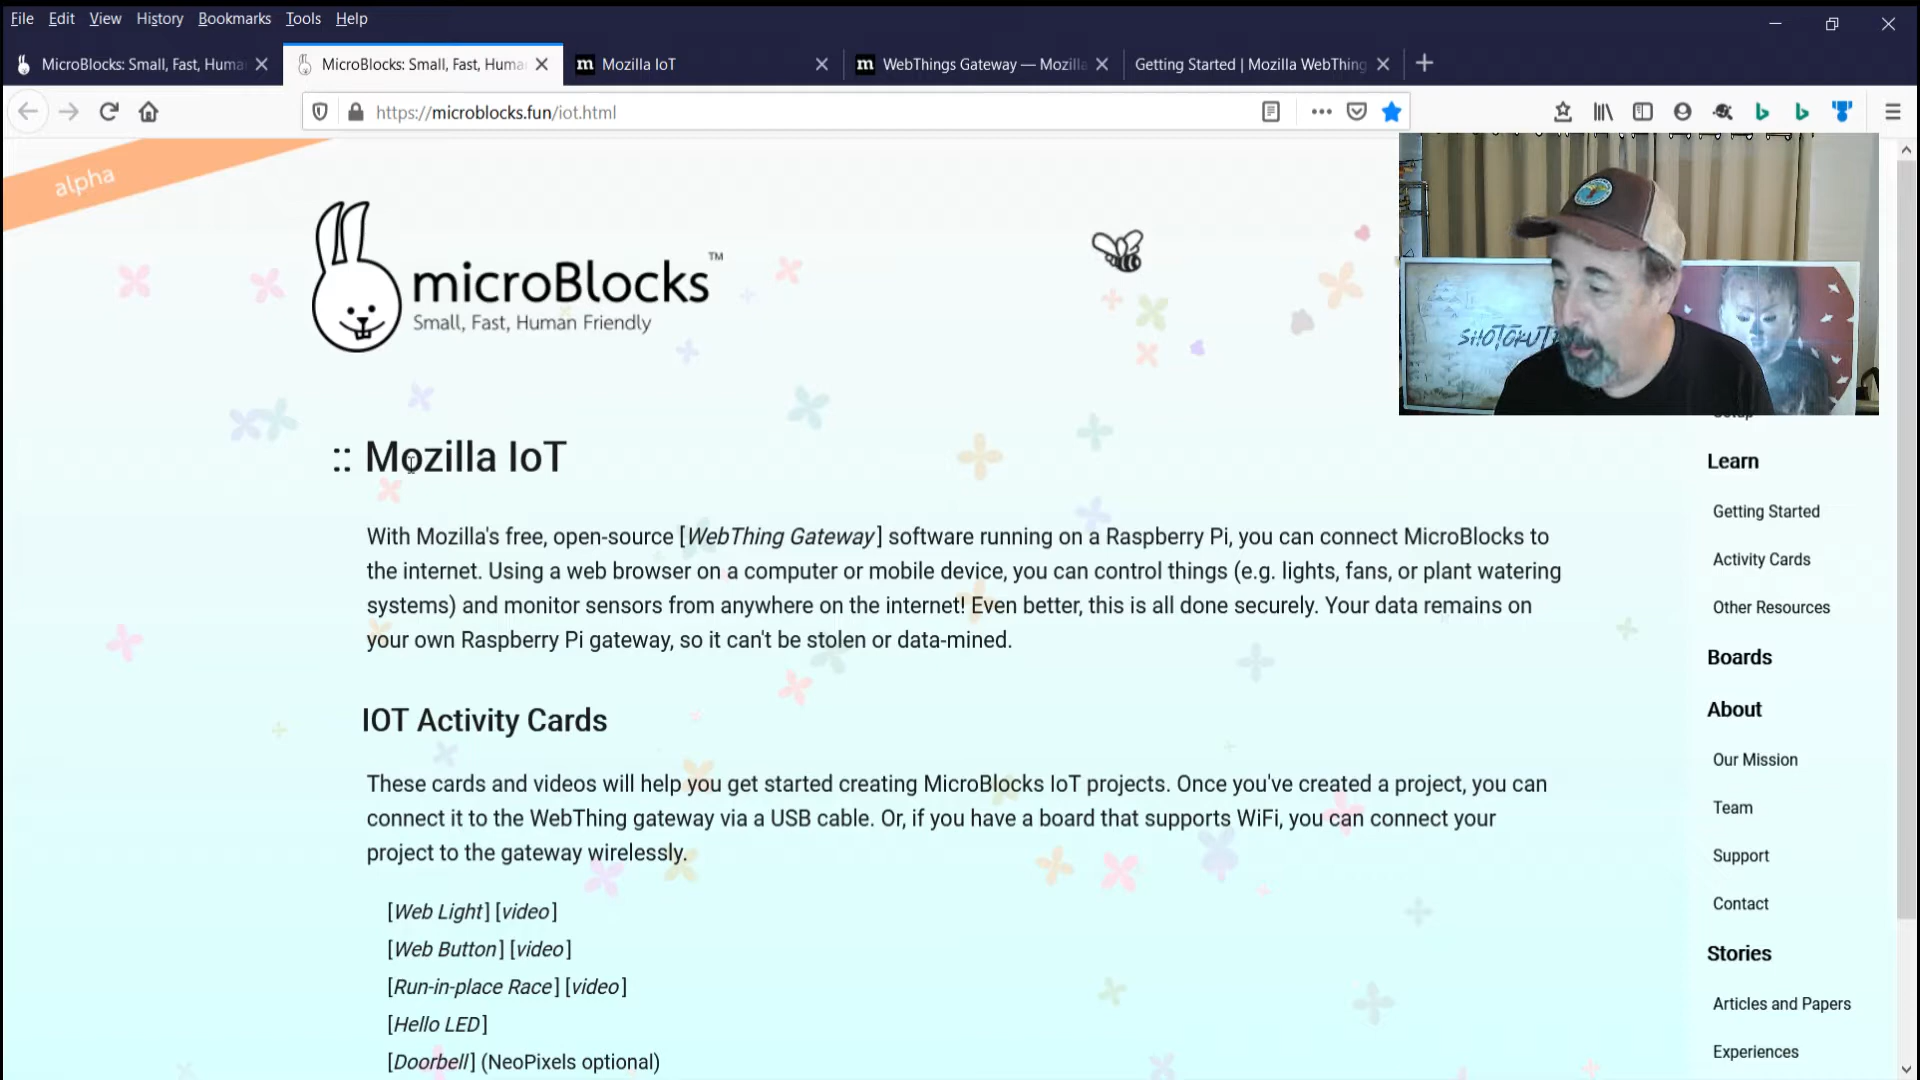 File Edit View History Bookmarks Tools Help
MicroBlocks: Small, Fast, Huma
MicroBlocks: Small, Fast, Huma
Mozilla IoT
WebThings Gateway — Mozilla
Getting Started | Mozilla WebThing
https://microblocks.fun/iot.html
alpha
microBlocks™
Small, Fast, Human Friendly
:: Mozilla IoT
With Mozilla's free, open-source [WebThing Gateway] software running on a Raspberry Pi, you can connect MicroBlocks to
the internet. Using a web browser on a computer or mobile device, you can control things (e.g. lights, fans, or plant watering
systems) and monitor sensors from anywhere on the internet! Even better, this is all done securely. Your data remains on
your own Raspberry Pi gateway, so it can't be stolen or data-mined.
IOT Activity Cards
These cards and videos will help you get started creating MicroBlocks IoT projects. Once you've created a project, you can
connect it to the WebThing gateway via a USB cable. Or, if you have a board that supports WiFi, you can connect your
project to the gateway wirelessly.
[Web Light] [video]
[Web Button] [video]
[Run-in-place Race] [video]
[Hello LED]
[Doorbell] (NeoPixels optional)
Learn
Getting Started
Activity Cards
Other Resources
Boards
About
Our Mission
Team
Support
Contact
Stories
Articles and Papers
Experiences